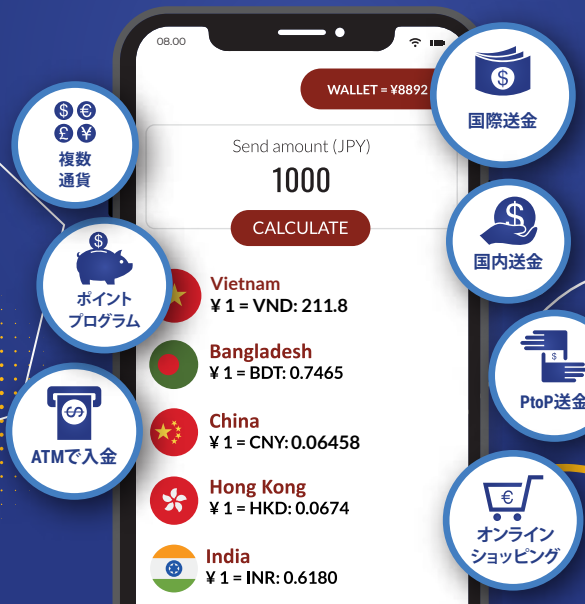 08.00
WALLET = ¥8892
国際送金
$ €
£ ¥
複数
通貨
Send amount (JPY)
1000
CALCULATE
国内送金
ポイント
プログラム
Vietnam
¥ 1 = VND: 211.8
Bangladesh
¥ 1 = BDT: 0.7465
PtoP送金
ATMで入金
China
¥ 1 = CNY: 0.06458
Hong Kong
¥ 1 = HKD: 0.0674
オンライン
ショッピング
India
¥ 1 = INR: 0.6180